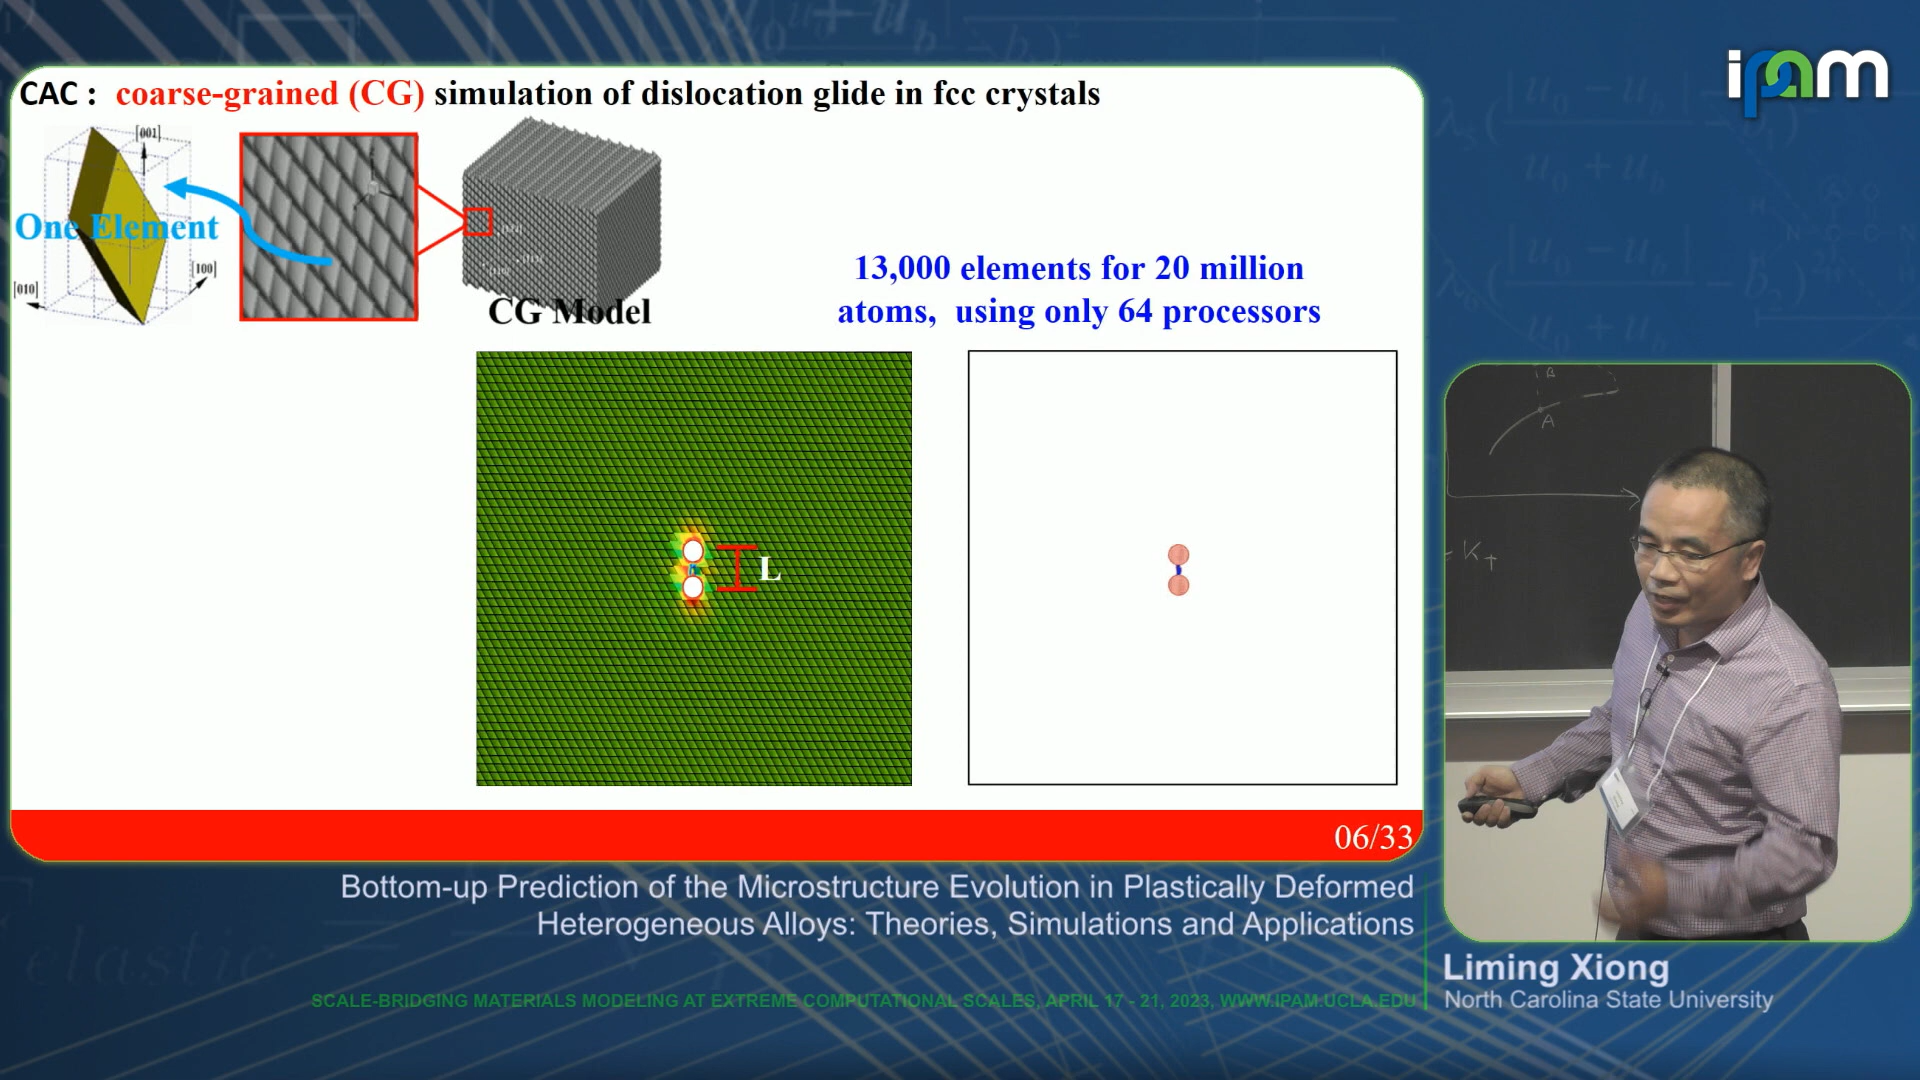 ipam
CAC : coarse-grained (CG) simulation of dislocation glide in fcc crystals
[001]
One Element
[100]
[010]
CG Model
13,000 elements for 20 million
atoms, using only 64 processors
L
B
A
K†
06/33
Bottom-up Prediction of the Microstructure Evolution in Plastically Deformed
Heterogeneous Alloys: Theories, Simulations and Applications
Liming Xiong
North Carolina State University
SCALE-BRIDGING MATERIALS MODELING AT EXTREME COMPUTATIONAL SCALES, APRIL 17 - 21, 2023, WWW.IPAM.UCLA.EDU
elastic